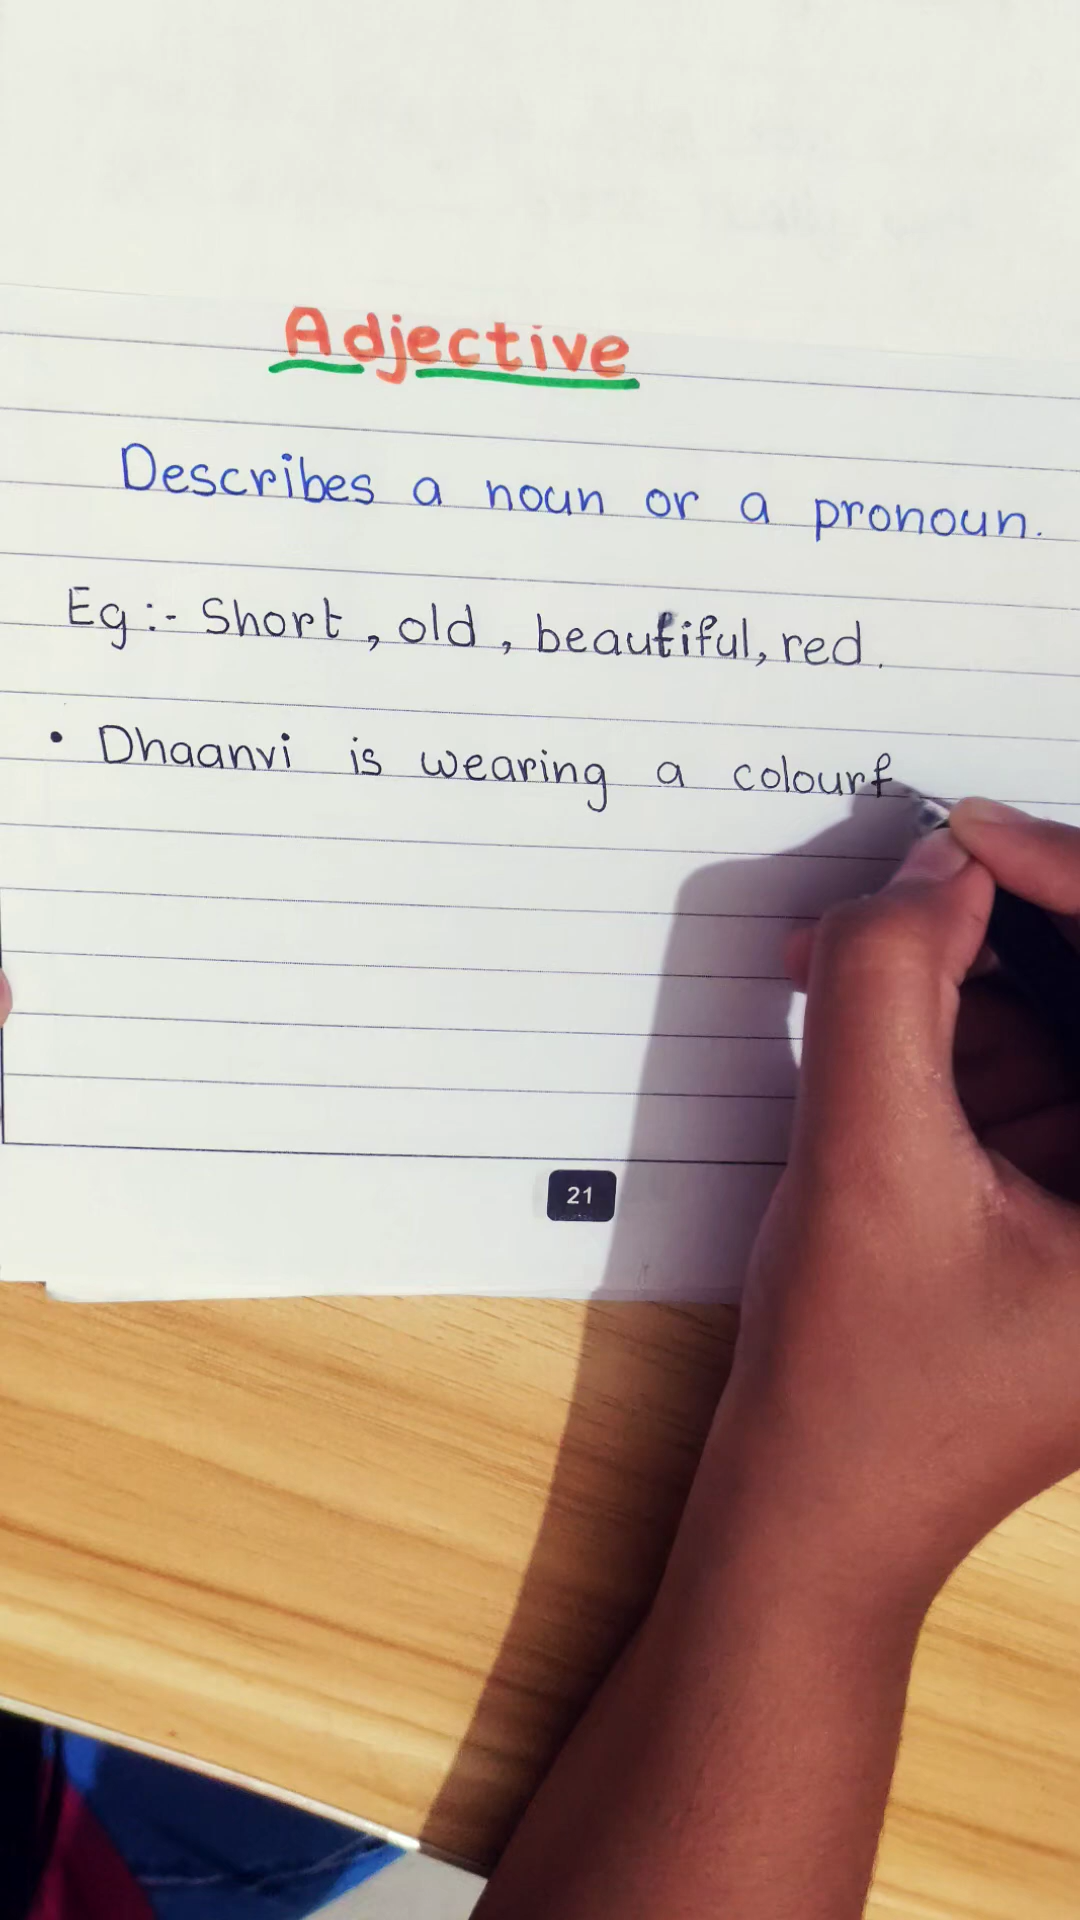 Adjective
Describes a noun or a pronoun.
Eg:- Short, old, beautiful, red.
• Dhaanvi is wearing a colourf
21